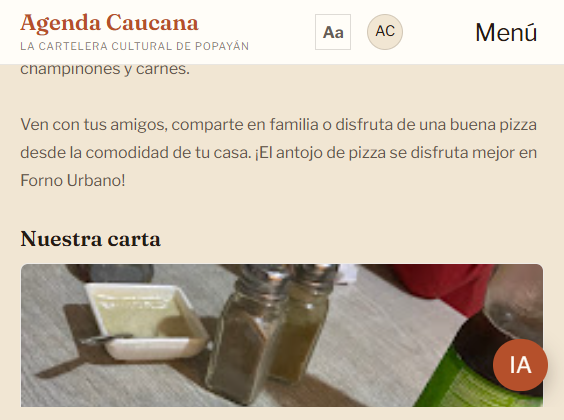 Agenda Caucana
LA CARTELERA CULTURAL DE POPAYÁN
Aa
AC
Menú
champiñones y carnes.
Ven con tus amigos, comparte en familia o disfruta de una buena pizza
desde la comodidad de tu casa. ¡El antojo de pizza se disfruta mejor en
Forno Urbano!
Nuestra carta
IA